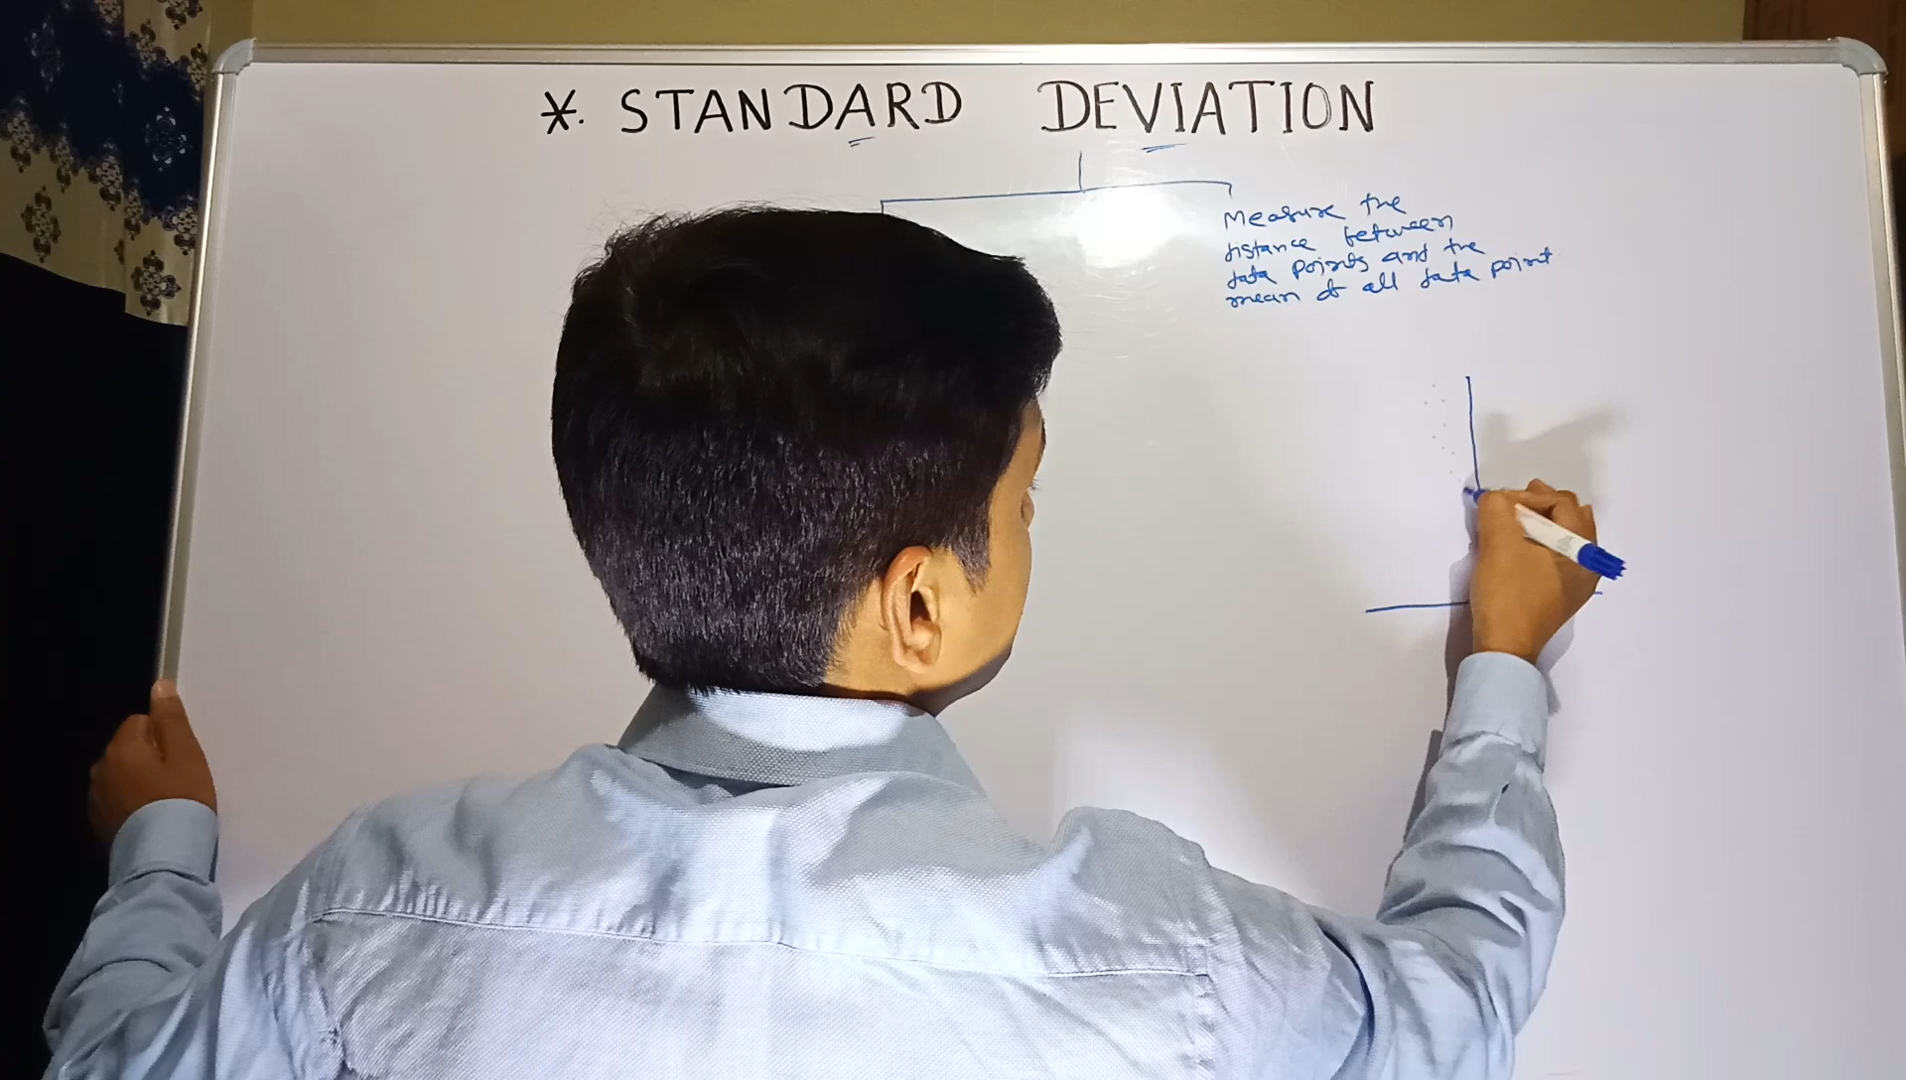 *. STANDARD DEVIATION
Measure the
distance between
data points and the
mean of all data point